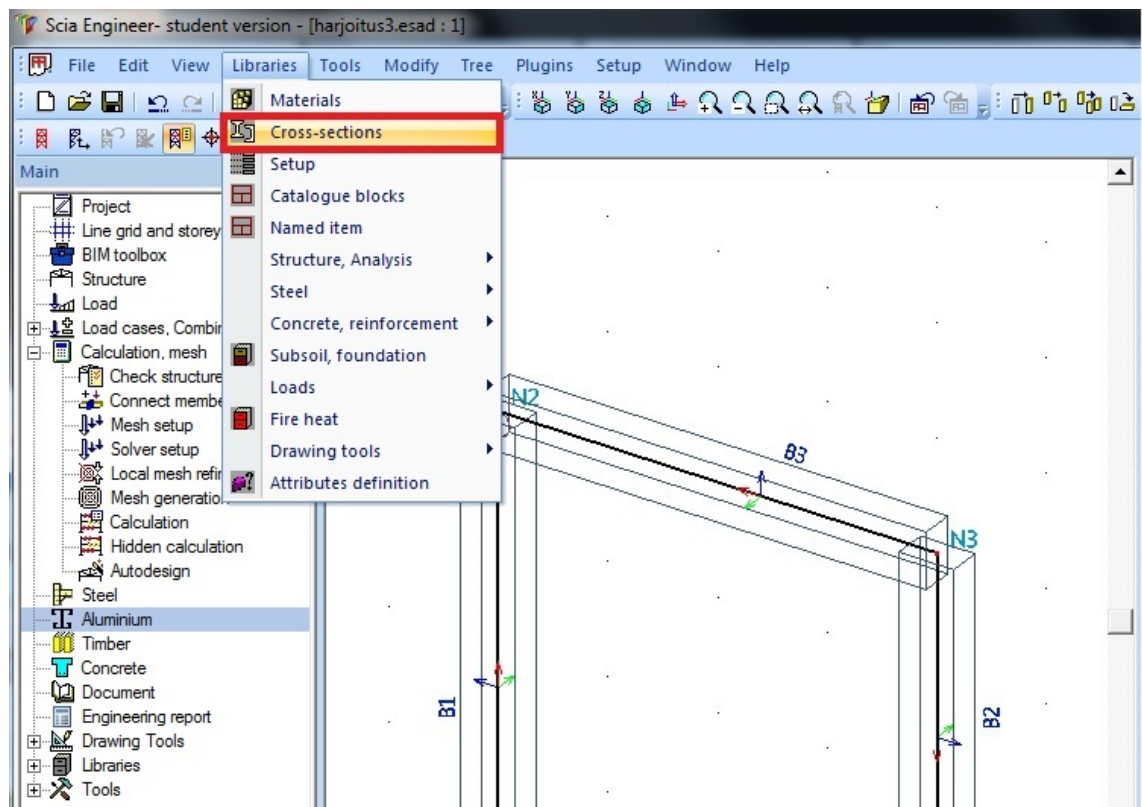 Scia Engineer- student version - [harjoitus3.esad : 1]
File Edit View Libraries Tools Modify Tree Plugins Setup Window Help
Materials
Cross-sections
Setup
Catalogue blocks
Named item
Structure, Analysis
Steel
Concrete, reinforcement
Subsoil, foundation
Loads
Fire heat
Drawing tools
Attributes definition
Main
Project
Line grid and storey
BIM toolbox
Structure
Load
Load cases, Combin
Calculation, mesh
Check structure
Connect membe
Mesh setup
Solver setup
Local mesh refin
Mesh generation
Calculation
Hidden calculation
Autodesign
Steel
Aluminium
Timber
Concrete
Document
Engineering report
Drawing Tools
Libraries
Tools
N2
B3
N3
B1
B2